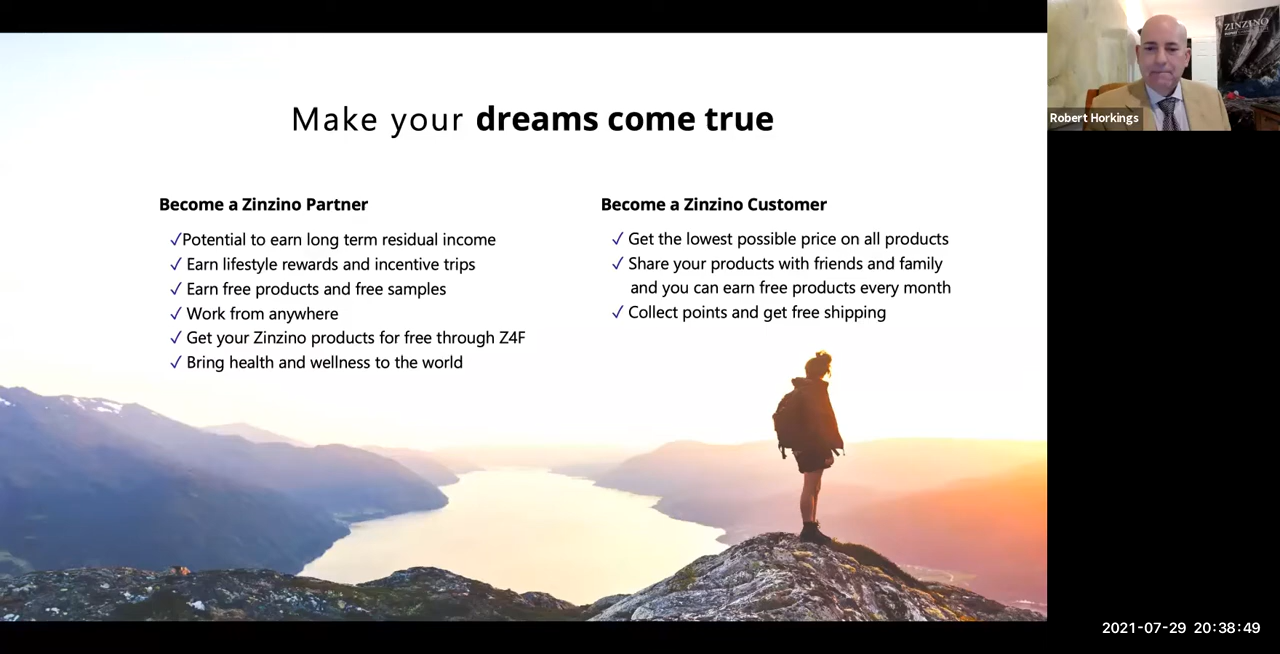 Make your dreams come true
Become a Zinzino Partner
✓Potential to earn long term residual income
✓ Earn lifestyle rewards and incentive trips
✓ Earn free products and free samples
✓ Work from anywhere
✓ Get your Zinzino products for free through Z4F
✓ Bring health and wellness to the world
Become a Zinzino Customer
✓ Get the lowest possible price on all products
✓ Share your products with friends and family
and you can earn free products every month
✓ Collect points and get free shipping
ZINZINO
Robert Horkings
2021-07-29 20:38:49